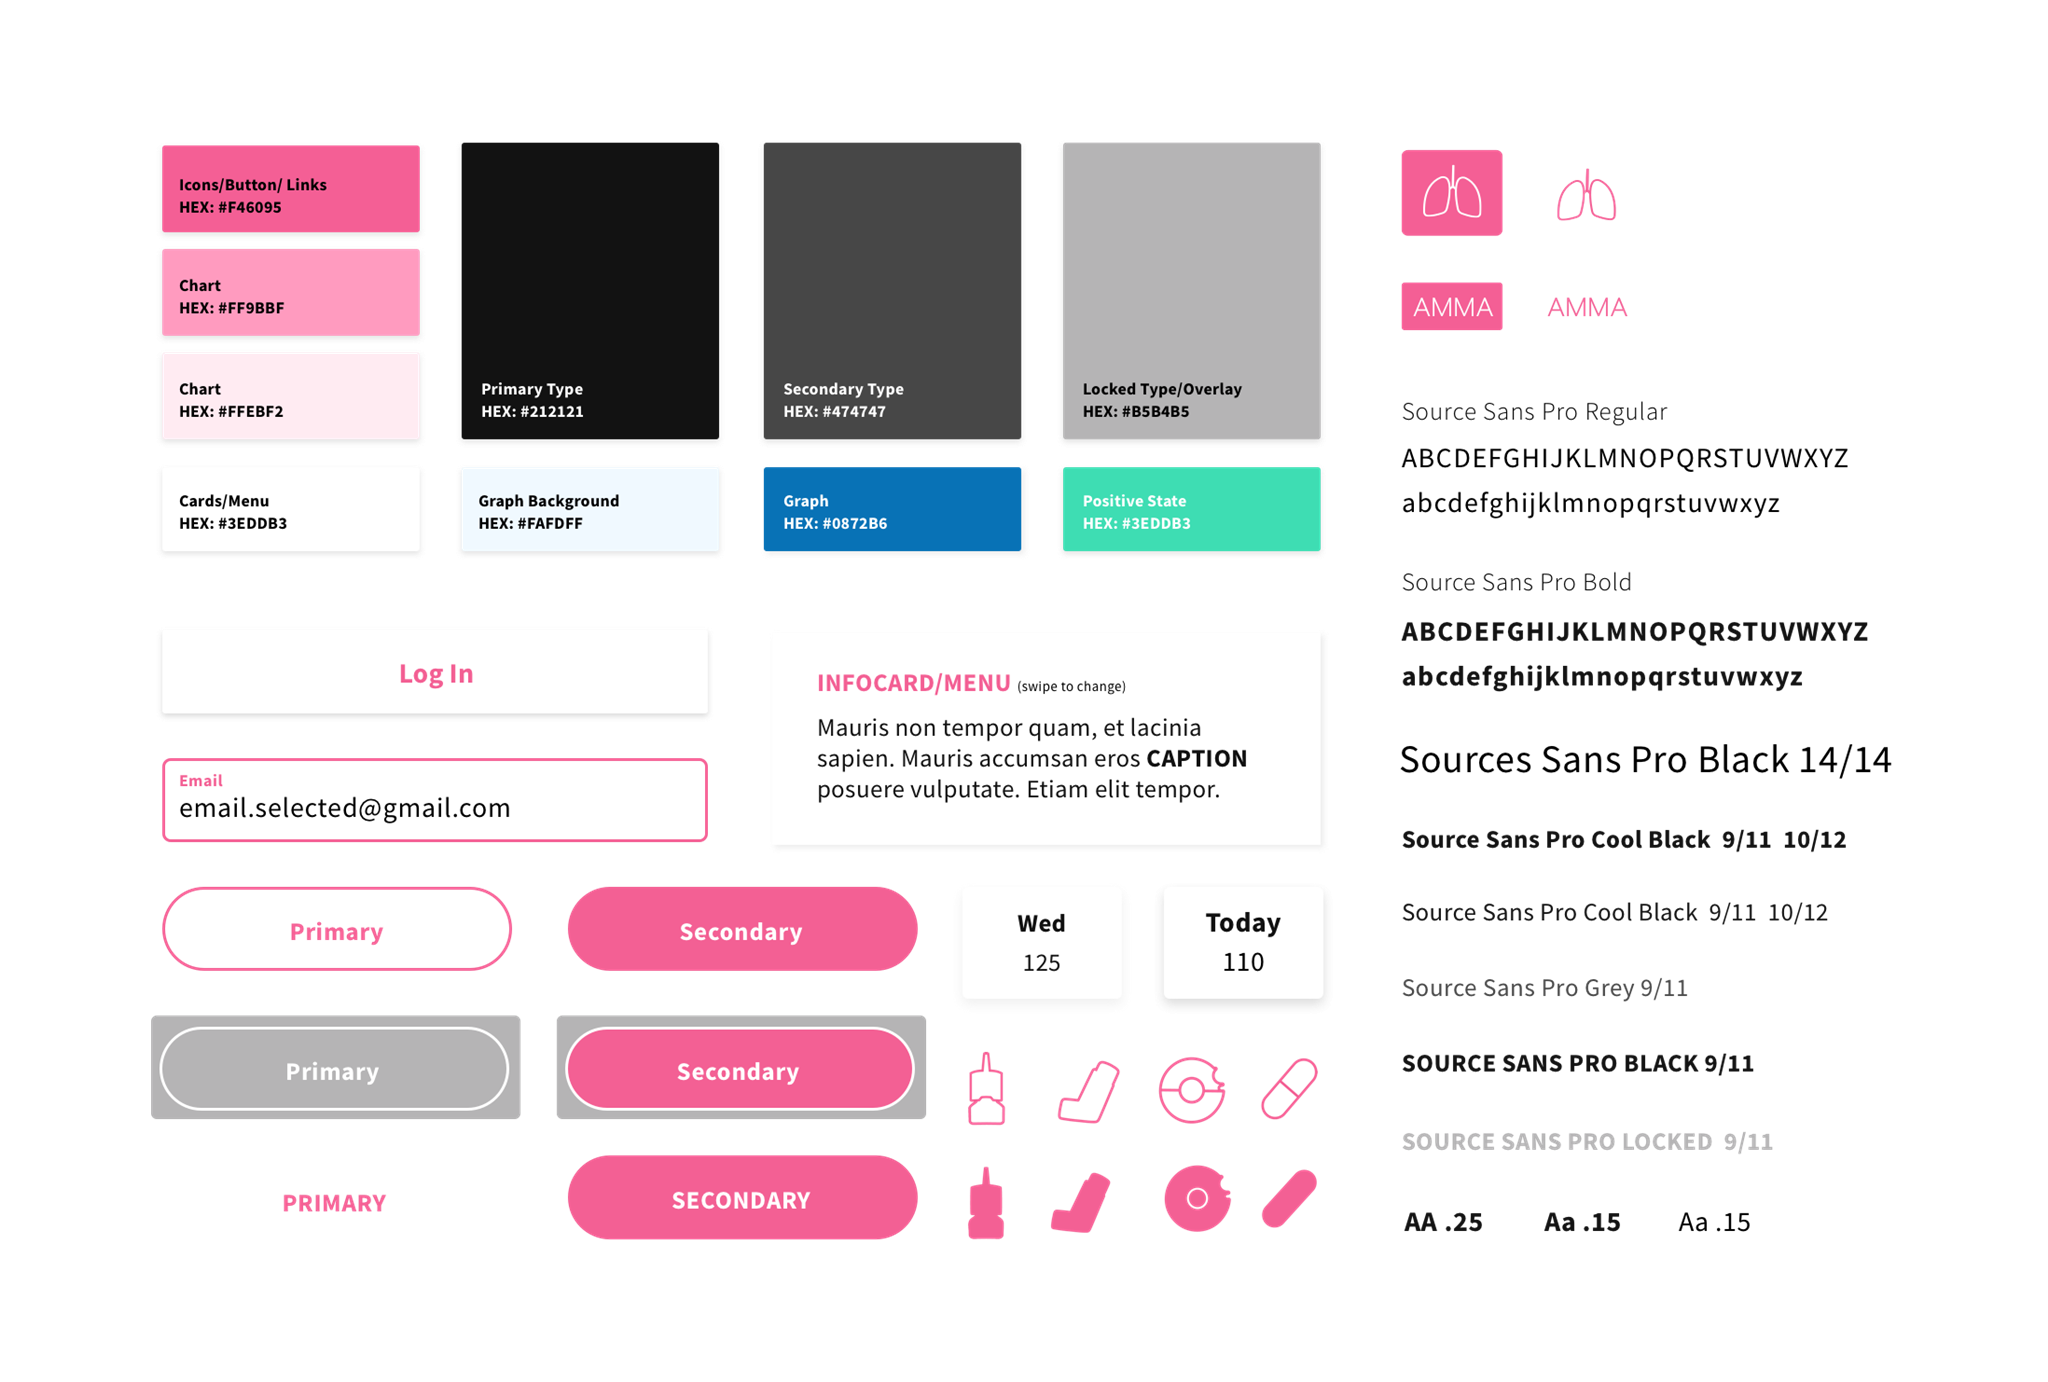 Icons/Button/ Links
HEX: #F46095
Chart
HEX: #FF9BBF
Chart
HEX: #FFEBF2
Primary Type
HEX: #212121
Secondary Type
HEX: #474747
Locked Type/Overlay
HEX: #B5B4B5
Cards/Menu
HEX: #3EDDB3
Graph Background
HEX: #FAFDFF
Graph
HEX: #0872B6
Positive State
HEX: #3EDDB3
Log In
Email
email.selected@gmail.com
INFOCARD/MENU (swipe to change)
Mauris non tempor quam, et lacinia
sapien. Mauris accumsan eros CAPTION
posuere vulputate. Etiam elit tempor.
Primary
Secondary
Wed
125
Today
110
Primary
Secondary
PRIMARY
SECONDARY
AMMA
AMMA
Source Sans Pro Regular
ABCDEFGHIJKLMNOPQRSTUVWXYZ
abcdefghijklmnopqrstuvwxyz
Source Sans Pro Bold
ABCDEFGHIJKLMNOPQRSTUVWXYZ
abcdefghijklmnopqrstuvwxyz
Sources Sans Pro Black 14/14
Source Sans Pro Cool Black 9/11 10/12
Source Sans Pro Cool Black 9/11 10/12
Source Sans Pro Grey 9/11
SOURCE SANS PRO BLACK 9/11
SOURCE SANS PRO LOCKED 9/11
AA .25
Aa .15
Aa .15